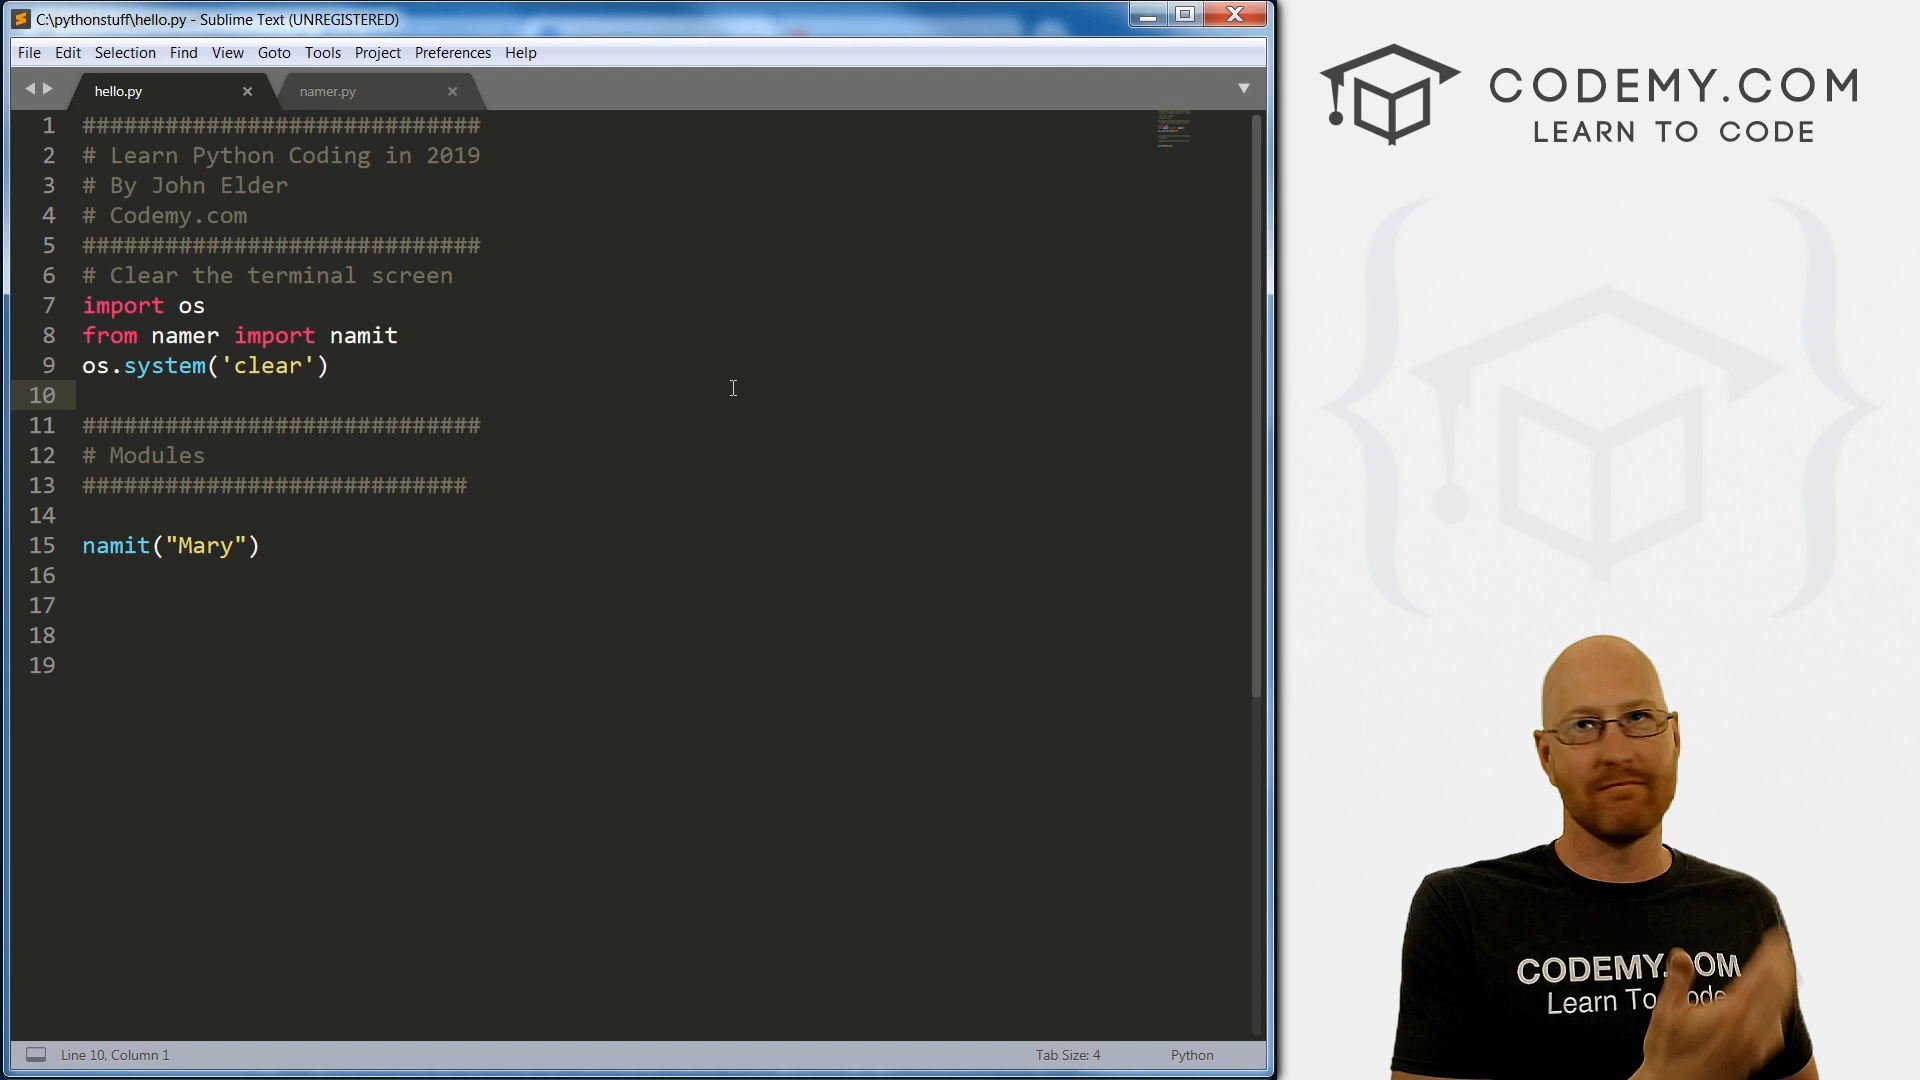 C:\pythonstuff\hello.py - Sublime Text (UNREGISTERED)
File Edit Selection Find View Goto Tools Project Preferences Help
hello.py namer.py
1 #############################
2 # Learn Python Coding in 2019
3 # By John Elder
4 # Codemy.com
5 #############################
6 # Clear the terminal screen
7 import os
8 from namer import namit
9 os.system('clear')
10
11 #############################
12 # Modules
13 ############################
14
15 namit("Mary")
16
17
18
19
Line 10, Column 1 Tab Size: 4 Python
CODEMY.COM
LEARN TO CODE
CODEMY.COM
Learn To Code